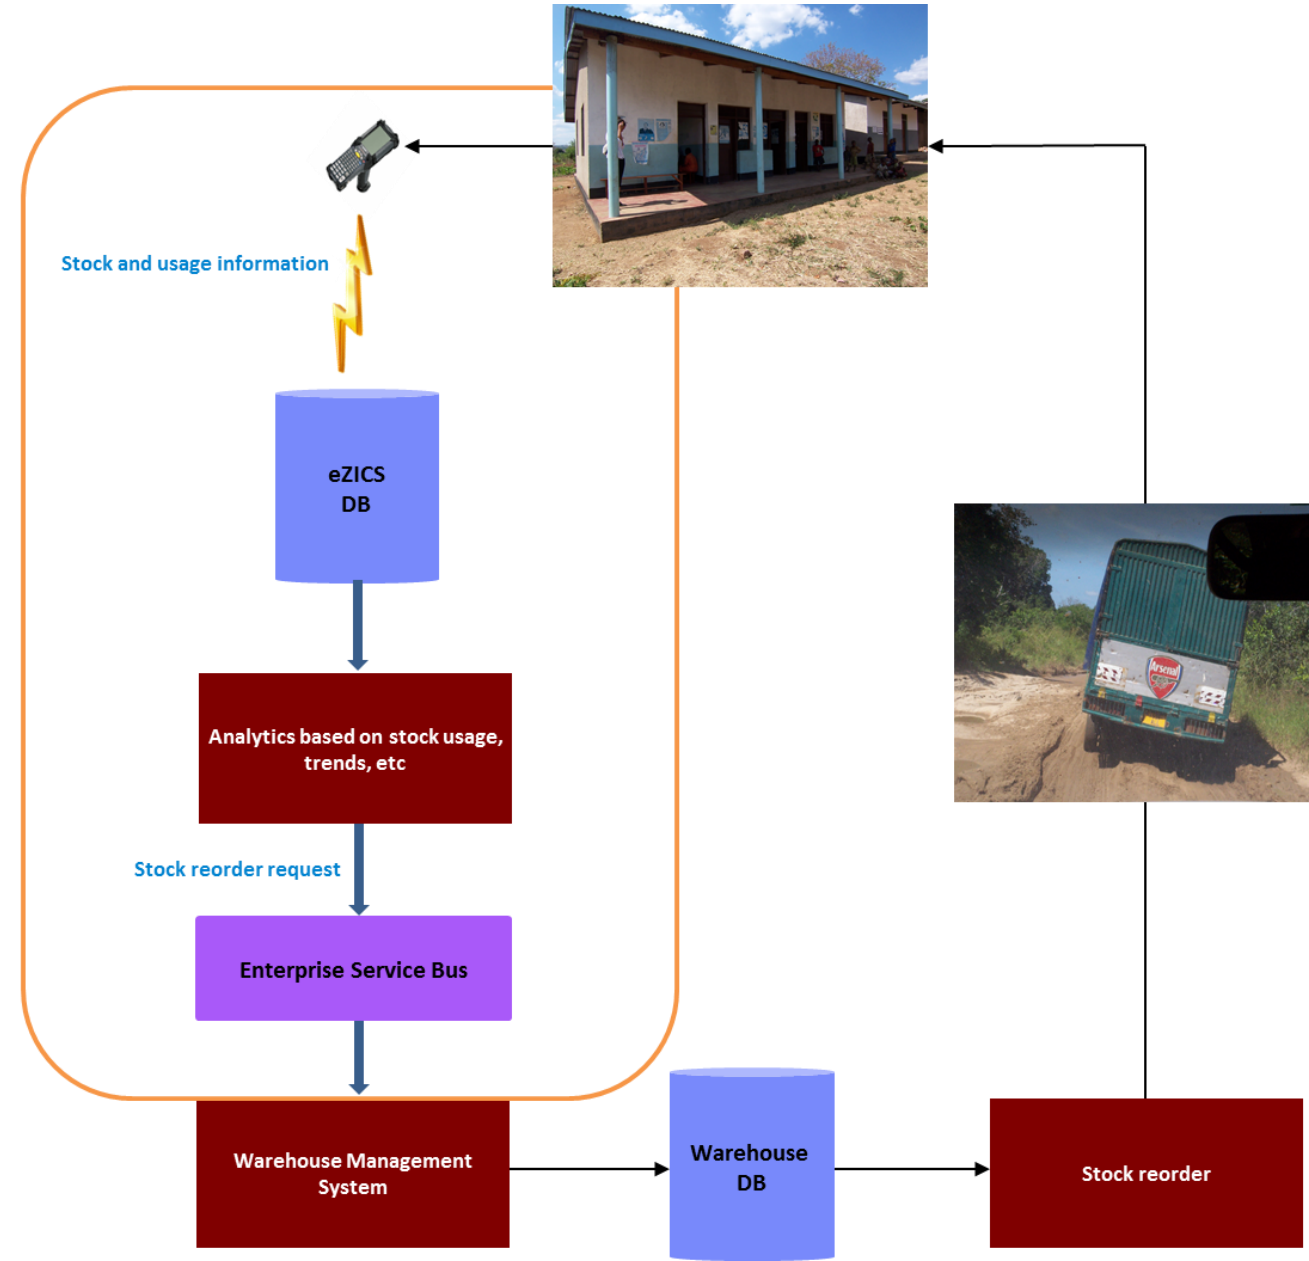 Stock and usage information
eZICS
DB
Analytics based on stock usage,
trends, etc
Stock reorder request
Enterprise Service Bus
Warehouse Management
System
Warehouse
DB
Stock reorder
Arsenal